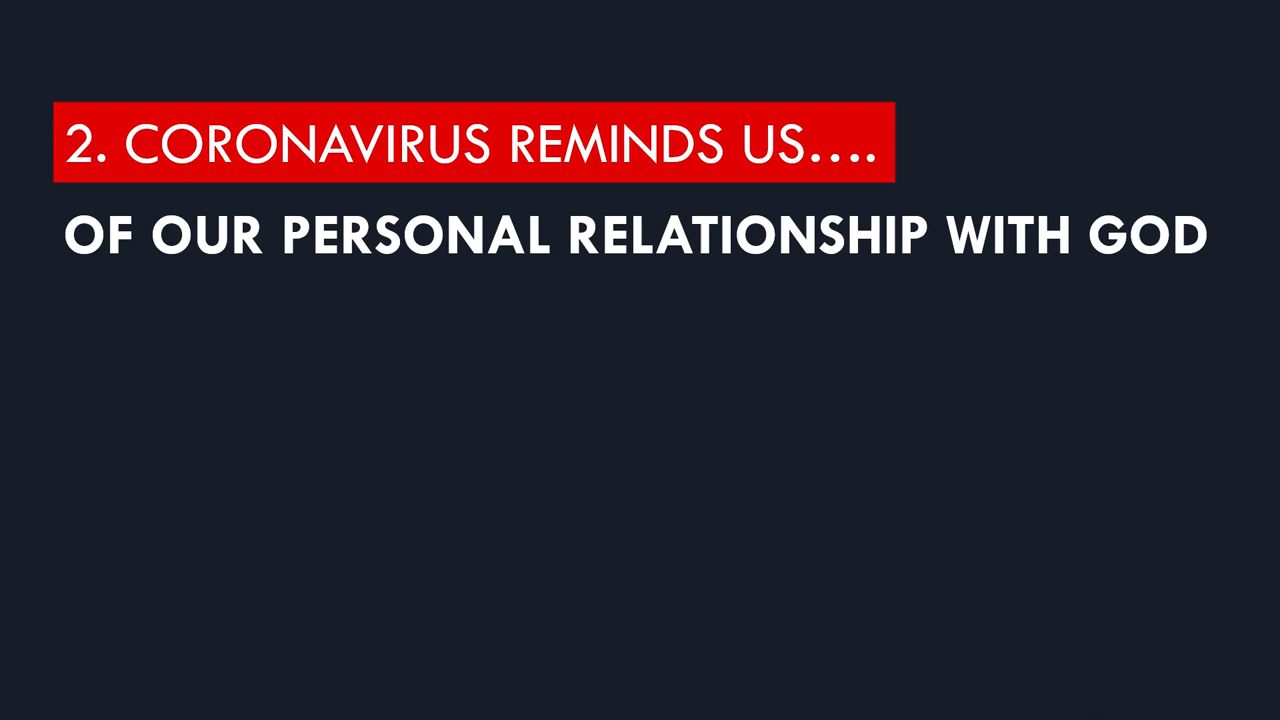 2. CORONAVIRUS REMINDS US....
OF OUR PERSONAL RELATIONSHIP WITH GOD